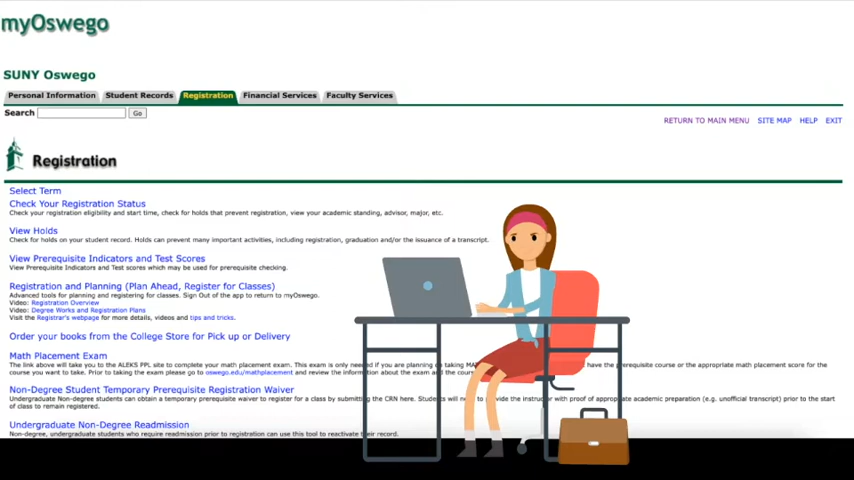 myOswego
SUNY Oswego
Personal Information Student Records Registration Financial Services Faculty Services
Search Go
RETURN TO MAIN MENU SITE MAP HELP EXIT
Registration
Select Term
Check Your Registration Status
Check your registration eligibility and start time, check for holds that prevent registration, view your academic standing, advisor, major, etc.
View Holds
Check for holds on your student record. Holds can prevent many important activities, including registration, graduation and/or the issuance of a transcript.
View Prerequisite Indicators and Test Scores
View Prerequisite Indicators and Test scores which may be used for prerequisite checking.
Registration and Planning (Plan Ahead, Register for Classes)
Advanced tools for planning and registering for classes. Sign Out of the app to return to myOswego.
Video: Registration Overview
Video: Degree Works and Registration Plans
Visit the Registrar's webpage for more details, videos and tips and tricks.
Order your books from the College Store for Pick up or Delivery
Math Placement Exam
The link above will take you to the ALEKS PPL site to complete your math placement exam. This exam is only needed if you are planning on taking have the prerequisite course or the appropriate math placement score for the
course you want to take. Prior to taking the exam please go to oswego.edu/mathplacement and review the information about the exam and the
Non-Degree Student Temporary Prerequisite Registration Waiver
Undergraduate Non-degree students can obtain a temporary prerequisite waiver to register for a class by submitting the CRN here. Students will provide the instructor with proof of appropriate academic preparation (e.g. unofficial transcript) prior to the start
of class to remain registered.
Undergraduate Non-Degree Readmission
Non-degree, undergraduate students who require readmission prior to registration can use this tool to reactivate their record.